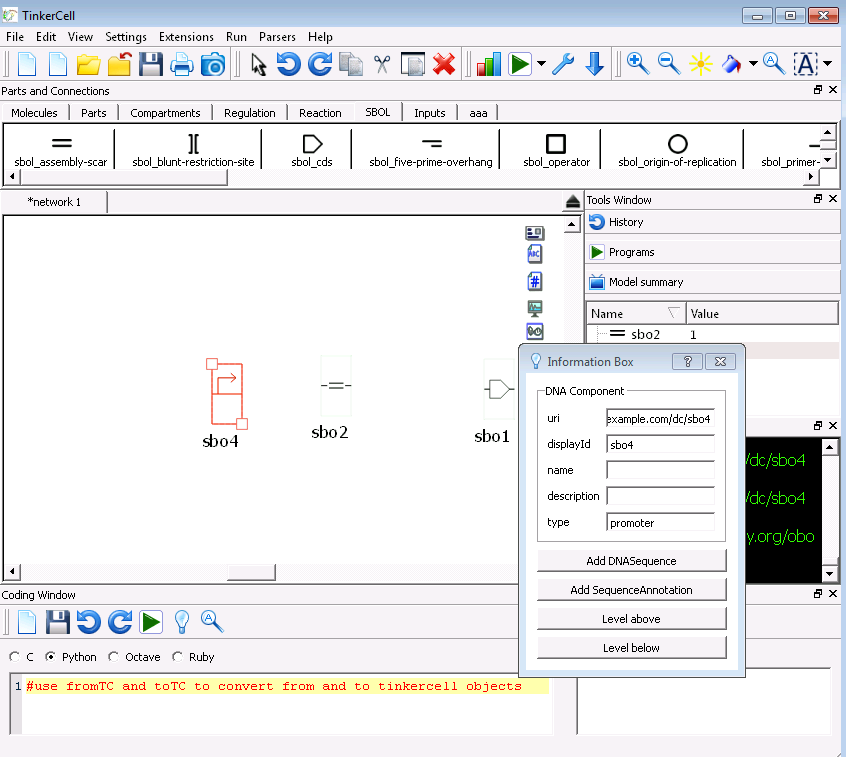 TinkerCell
File Edit View Settings Extensions Run Parsers Help
Parts and Connections
Molecules Parts Compartments Regulation Reaction SBOL Inputs aaa
sbol_assembly-scar sbol_blunt-restriction-site sbol_cds sbol_five-prime-overhang sbol_operator sbol_origin-of-replication sbol_primer-
*network 1
Tools Window
History
Programs
Model summary
Name Value
sbo2 1
ABC
#
sbo4 sbo2 sbo1
Information Box
DNA Component
uri example.com/dc/sbo4
displayId sbo4
name
description
type promoter
Add DNASequence
Add SequenceAnnotation
Level above
Level below
/dc/sbo4
/dc/sbo4
y.org/obo
Coding Window
C Python Octave Ruby
1 #use fromTC and toTC to convert from and to tinkercell objects